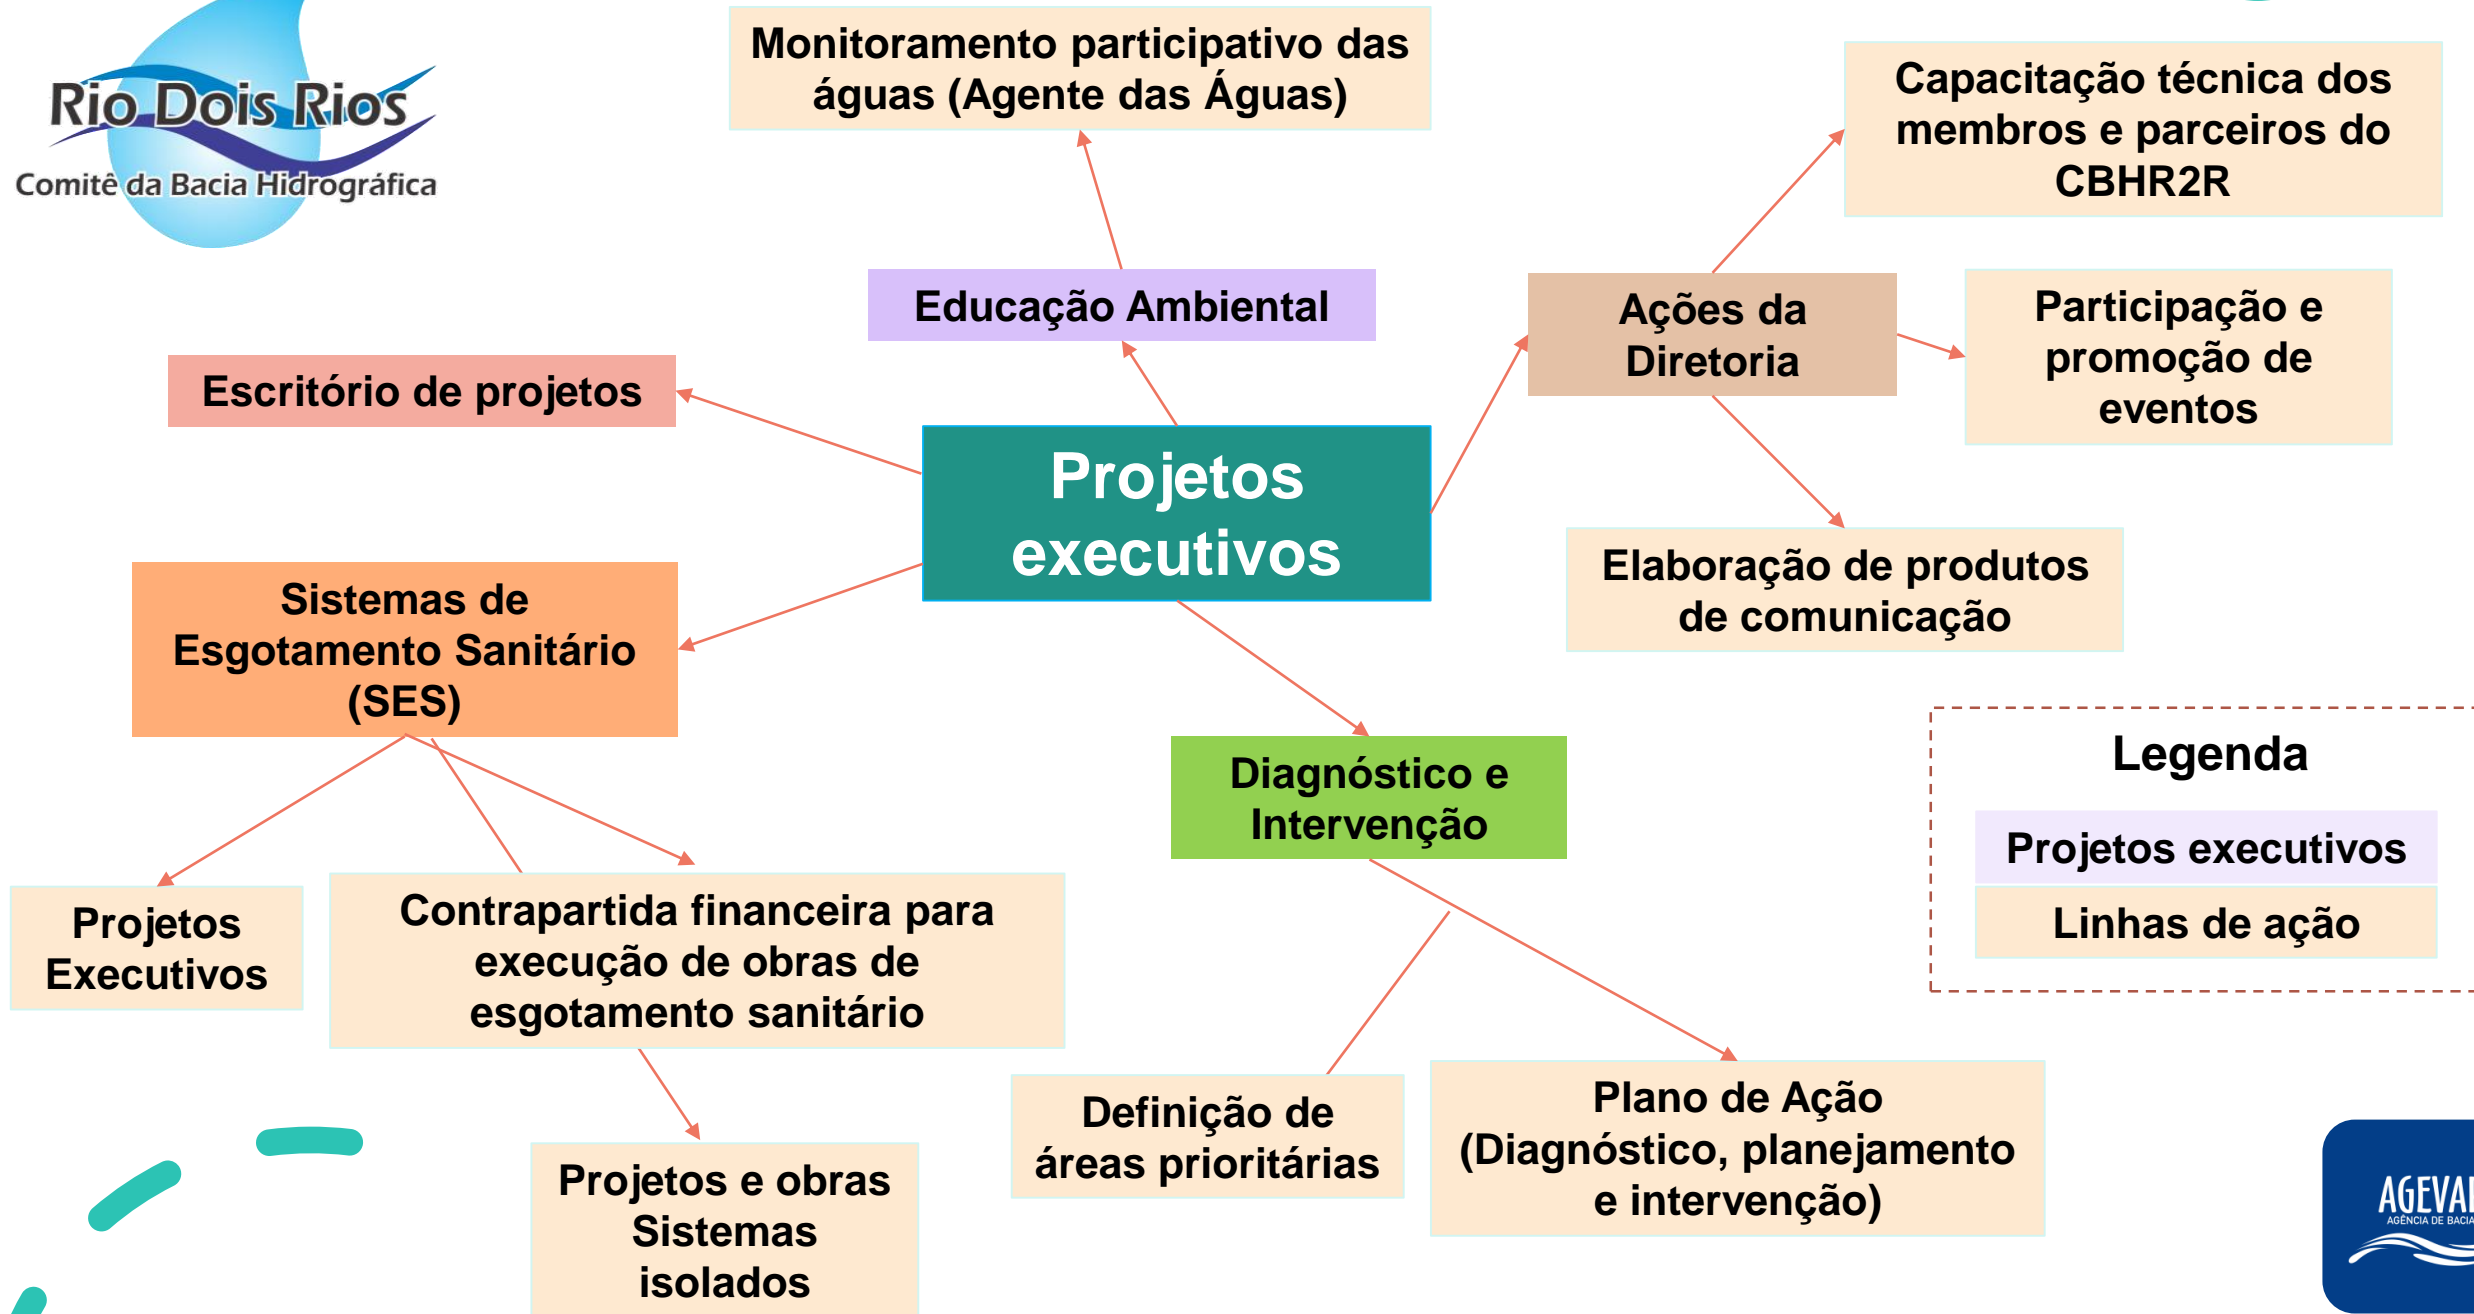 Rio Dois Rios
Comitê da Bacia Hidrográfica
Monitoramento participativo das
águas (Agente das Águas)
Capacitação técnica dos
membros e parceiros do
CBHR2R
Educação Ambiental
Ações da
Diretoria
Participação e
promoção de
eventos
Escritório de projetos
Projetos
executivos
Elaboração de produtos
de comunicação
Sistemas de
Esgotamento Sanitário
(SES)
Diagnóstico e
Intervenção
Legenda
Projetos executivos
Linhas de ação
Projetos
Executivos
Contrapartida financeira para
execução de obras de
esgotamento sanitário
Definição de
áreas prioritárias
Plano de Ação
(Diagnóstico, planejamento
e intervenção)
Projetos e obras
Sistemas
isolados
AGÊNCIA DE BACIA